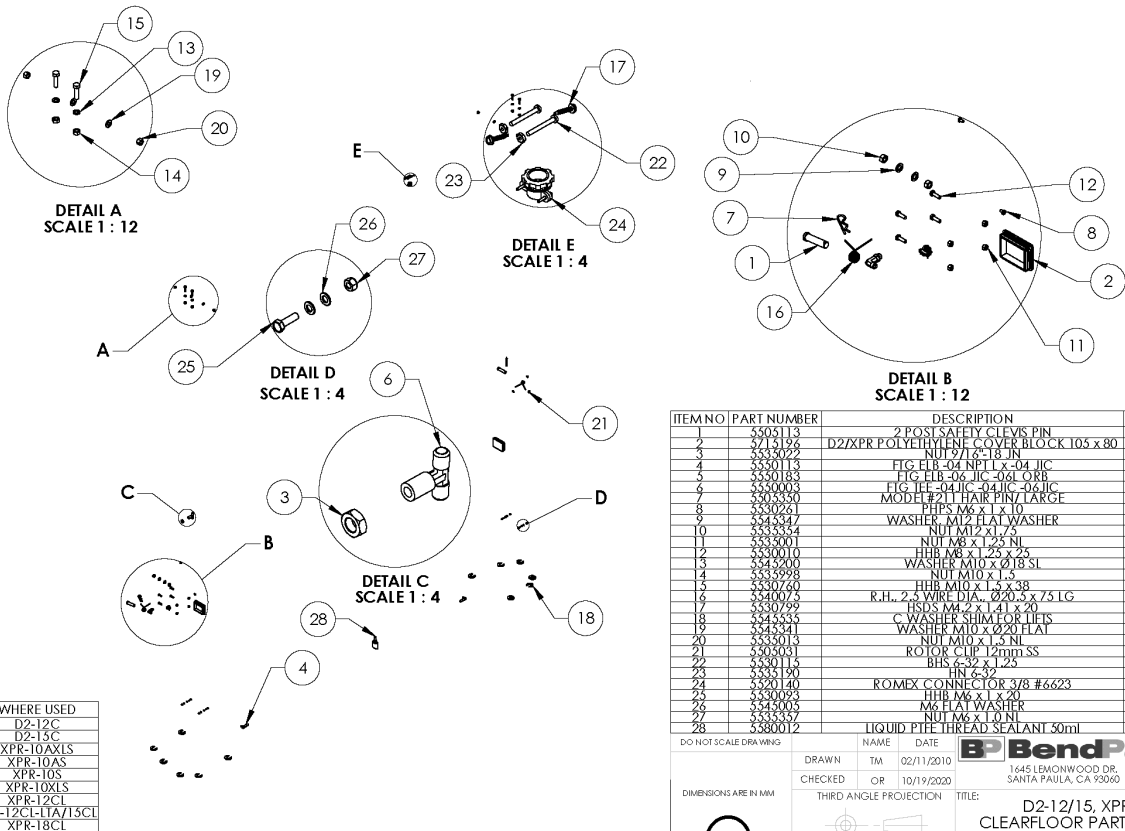 15
13
19
20
14
DETAIL A
SCALE 1 : 12
17
E
22
23
24
DETAIL E
SCALE 1 : 4
10
9
12
7
8
1
2
16
11
DETAIL B
SCALE 1 : 12
26
27
A
25
DETAIL D
SCALE 1 : 4
6
21
3
C
D
B
DETAIL C
SCALE 1 : 4
18
28
4
ITEM NO PART NUMBER DESCRIPTION
1 5505113 2 POST SAFETY CLEVIS PIN
2 5715196 D2/XPR POLYETHYLENE COVER BLOCK 105 x 80
3 5535022 NUT 9/16"-18 JN
4 5550113 FTG ELB -04 NPT L x -04 JIC
5 5550183 FTG ELB -06 JIC -06L ORB
6 5550003 FTG TEE -04JIC -04JIC -06JIC
7 5505350 MODEL#211 HAIR PIN/ LARGE
8 5530261 PHPS M6 x 1 x 10
9 5545347 WASHER, M12 FLAT WASHER
10 5535354 NUT M12 x1.75
11 5535001 NUT M8 x 1.25 NL
12 5530010 HHB M8 x 1.25 x 25
13 5545200 WASHER M10 x Ø18 SL
14 5535998 NUT M10 x 1.5
15 5530760 HHB M10 x 1.5 x 38
16 5540075 R.H., 2.5 WIRE DIA., Ø20.5 x 75 LG
17 5530799 HSDS M4.2 x 1.41 x 20
18 5545535 C WASHER SHIM FOR LIFTS
19 5545341 WASHER M10 x Ø20 FLAT
20 5535013 NUT M10 x 1.5 NL
21 5505031 ROTOR CLIP 12mm SS
22 5530115 BHS 6-32 x 1.25
23 5535190 HN 6-32
24 5520140 ROMEX CONNECTOR 3/8 #6623
25 5530093 HHB M6 x 1 x 20
26 5545005 M6 FLAT WASHER
27 5535357 NUT M6 x 1.0 NL
28 5580012 LIQUID PTFE THREAD SEALANT 50ml
WHERE USED
D2-12C
D2-15C
XPR-10AXLS
XPR-10AS
XPR-10S
XPR-10XLS
XPR-12CL
-12CL-LTA/15CL
XPR-18CL
DO NOT SCALE DRAWING
NAME DATE
DRAWN TM 02/11/2010
CHECKED OR 10/19/2020
DIMENSIONS ARE IN MM
THIRD ANGLE PROJECTION
BP BendP
1645 LEMONWOOD DR.
SANTA PAULA, CA 93060
TITLE:
D2-12/15, XPR
CLEARFLOOR PART